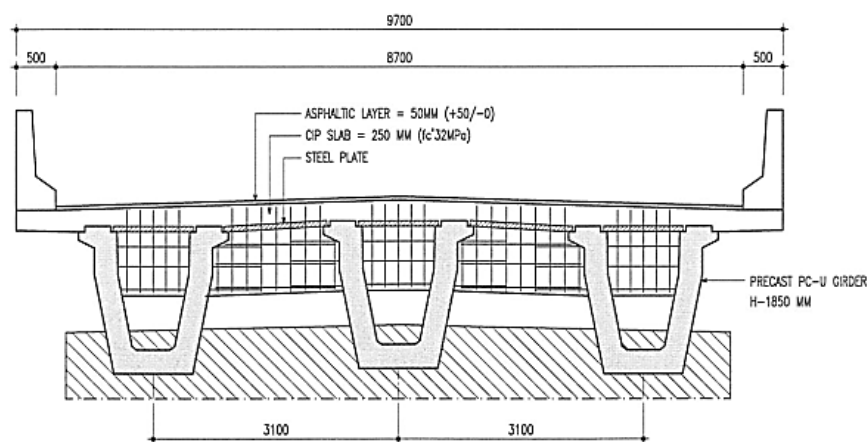 9700
500 8700 500
ASPHALTIC LAYER = 50MM (+50/-0)
CIP SLAB = 250 MM (fc'32MPa)
STEEL PLATE
PRECAST PC-U GIRDER
H-1850 MM
3100 3100